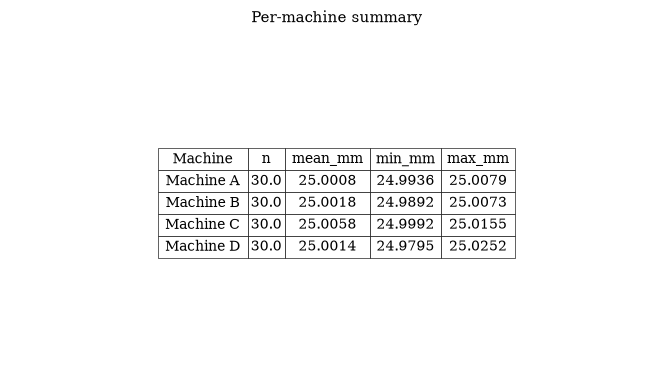 Per-machine summary
Machine n mean_mm min_mm max_mm
Machine A 30.0 25.0008 24.9936 25.0079
Machine B 30.0 25.0018 24.9892 25.0073
Machine C 30.0 25.0058 24.9992 25.0155
Machine D 30.0 25.0014 24.9795 25.0252